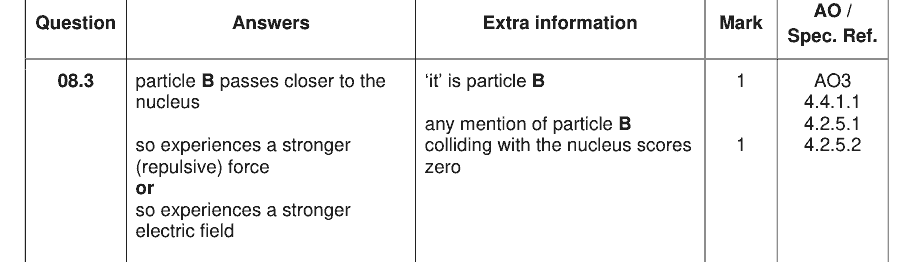 Question Answers Extra information Mark AO /
Spec. Ref.
08.3 particle B passes closer to the ‘it’ is particle B 1 AO3
nucleus 4.4.1.1
any mention of particle B 4.2.5.1
so experiences a stronger colliding with the nucleus scores 1 4.2.5.2
(repulsive) force zero
or
so experiences a stronger
electric field